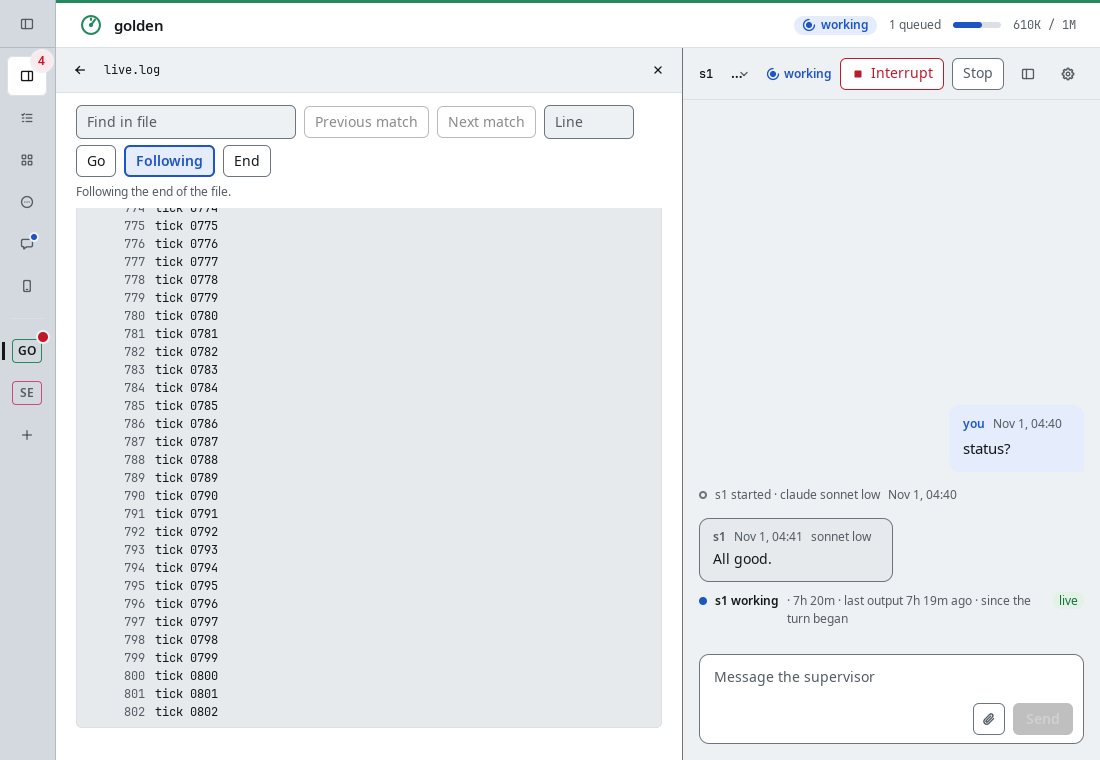 golden
working
1 queued
610K / 1M
4
GO
SE
live.log
Find in file
Previous match
Next match
Line
Go
Following
End
Following the end of the file.
774 tick 0774
775 tick 0775
776 tick 0776
777 tick 0777
778 tick 0778
779 tick 0779
780 tick 0780
781 tick 0781
782 tick 0782
783 tick 0783
784 tick 0784
785 tick 0785
786 tick 0786
787 tick 0787
788 tick 0788
789 tick 0789
790 tick 0790
791 tick 0791
792 tick 0792
793 tick 0793
794 tick 0794
795 tick 0795
796 tick 0796
797 tick 0797
798 tick 0798
799 tick 0799
800 tick 0800
801 tick 0801
802 tick 0802
s1
...
working
Interrupt
Stop
you Nov 1, 04:40
status?
s1 started · claude sonnet low Nov 1, 04:40
s1 Nov 1, 04:41 sonnet low
All good.
s1 working · 7h 20m · last output 7h 19m ago · since the
turn began
live
Message the supervisor
Send